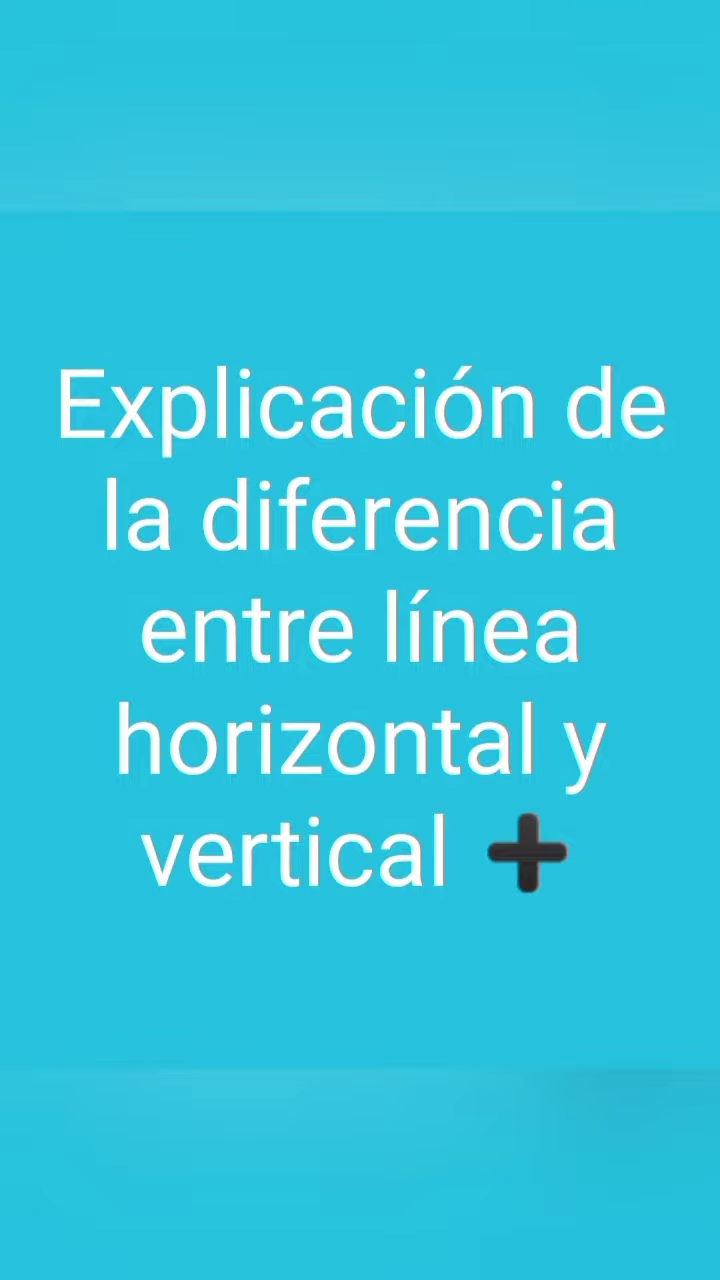 Explicación de
la diferencia
entre línea
horizontal y
vertical ➕